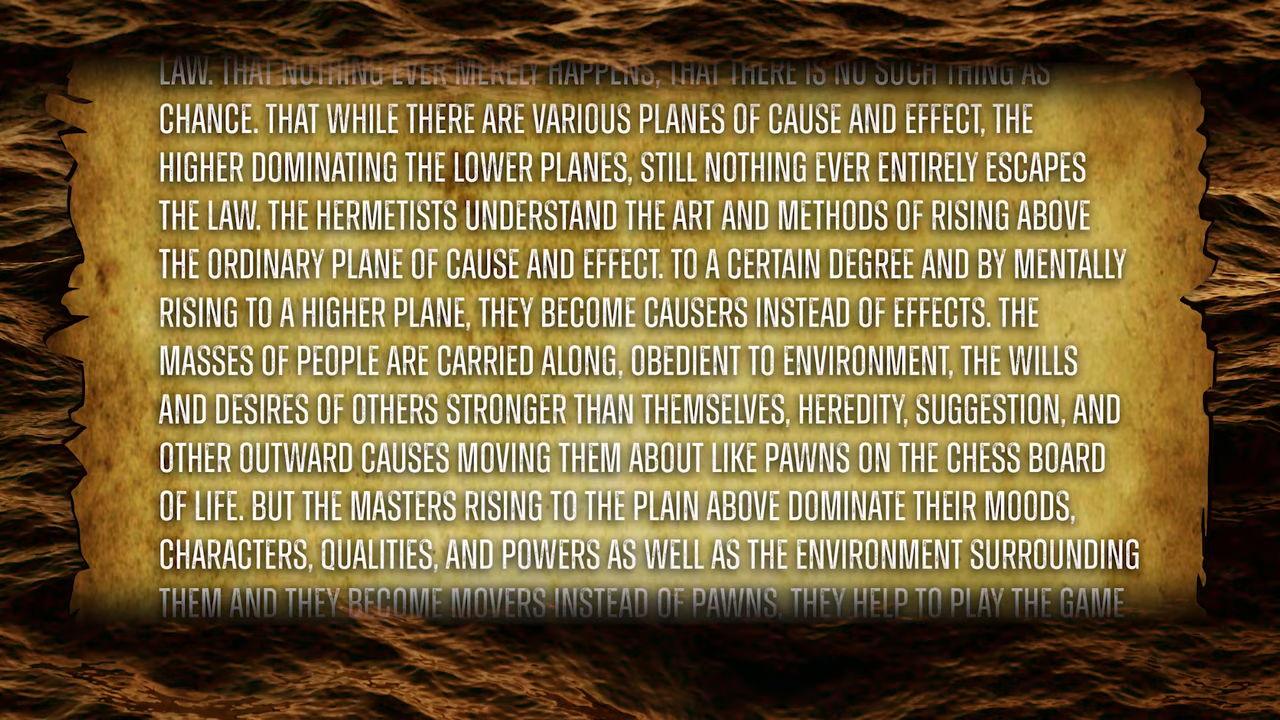 LAW. THAT NOTHING EVER MERELY HAPPENS, THAT THERE IS NO SUCH THING AS
CHANCE. THAT WHILE THERE ARE VARIOUS PLANES OF CAUSE AND EFFECT, THE
HIGHER DOMINATING THE LOWER PLANES, STILL NOTHING EVER ENTIRELY ESCAPES
THE LAW. THE HERMETISTS UNDERSTAND THE ART AND METHODS OF RISING ABOVE
THE ORDINARY PLANE OF CAUSE AND EFFECT. TO A CERTAIN DEGREE AND BY MENTALLY
RISING TO A HIGHER PLANE, THEY BECOME CAUSERS INSTEAD OF EFFECTS. THE
MASSES OF PEOPLE ARE CARRIED ALONG, OBEDIENT TO ENVIRONMENT, THE WILLS
AND DESIRES OF OTHERS STRONGER THAN THEMSELVES, HEREDITY, SUGGESTION, AND
OTHER OUTWARD CAUSES MOVING THEM ABOUT LIKE PAWNS ON THE CHESS BOARD
OF LIFE. BUT THE MASTERS RISING TO THE PLAIN ABOVE DOMINATE THEIR MOODS,
CHARACTERS, QUALITIES, AND POWERS AS WELL AS THE ENVIRONMENT SURROUNDING
THEM AND THEY BECOME MOVERS INSTEAD OF PAWNS, THEY HELP TO PLAY THE GAME